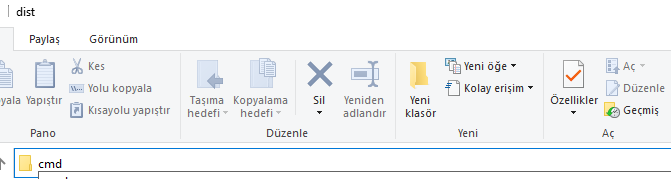 dist
Paylaş
Görünüm
Yapıştır
Kes
Yolu kopyala
Kısayolu yapıştır
Pano
Taşıma hedefi
Kopyalama hedefi
Sil
Yeniden adlandır
Düzenle
Yeni klasör
Yeni öğe
Kolay erişim
Yeni
Özellikler
Aç
Düzenle
Geçmiş
Aç
cmd